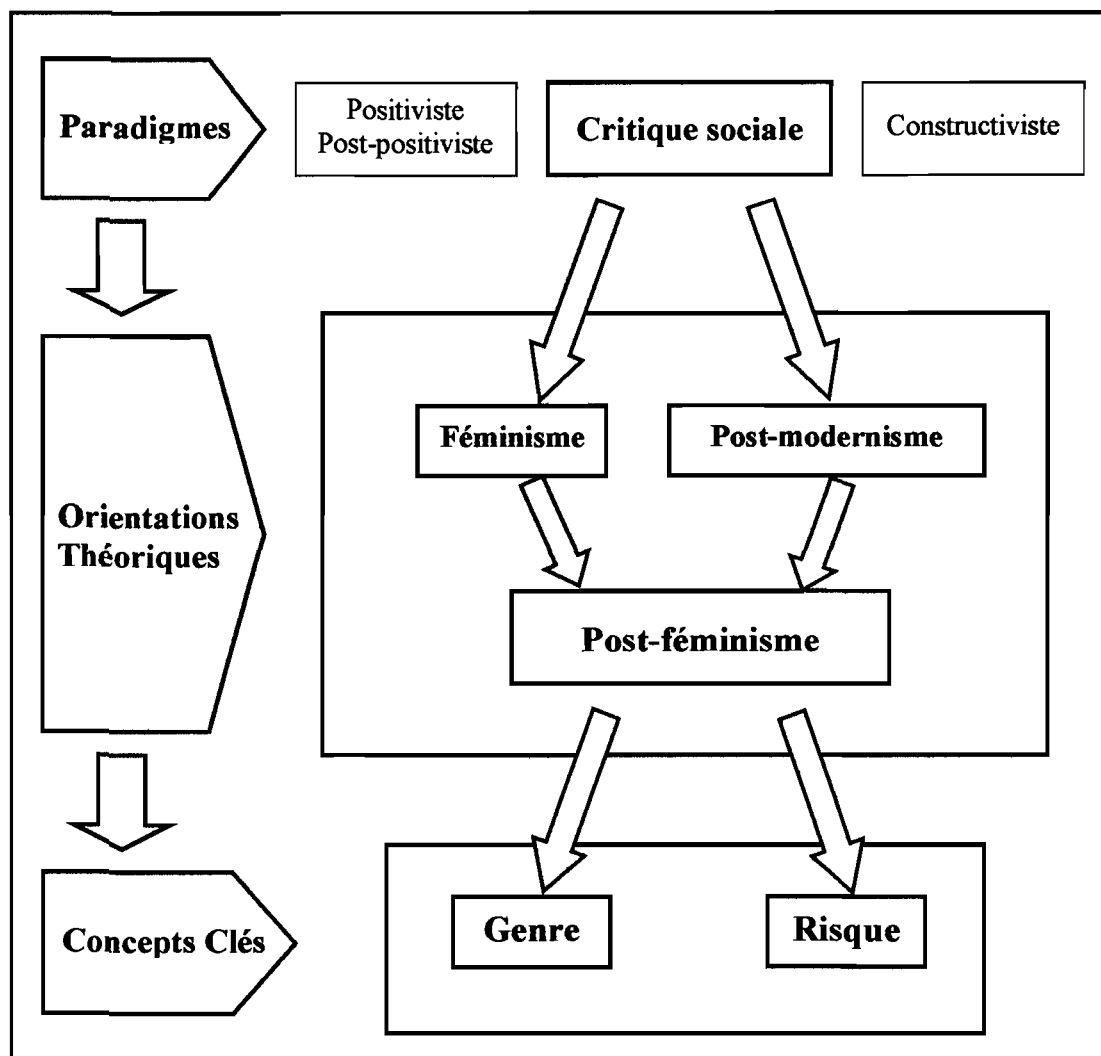 Paradigmes
Positiviste
Post-positiviste
Critique sociale
Constructiviste
Orientations
Théoriques
Féminisme
Post-modernisme
Post-féminisme
Concepts Clés
Genre
Risque